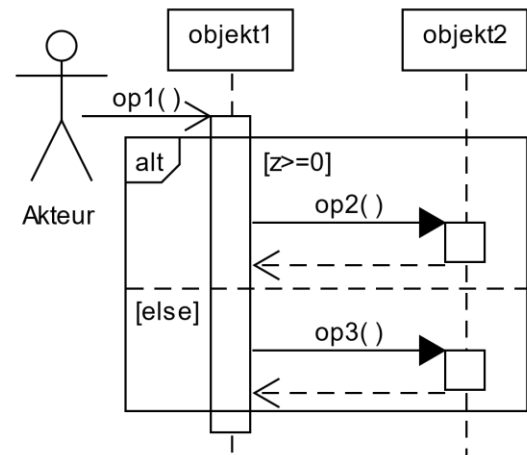 objekt1
objekt2
op1( )
alt
[z>=0]
Akteur
op2( )
[else]
op3( )